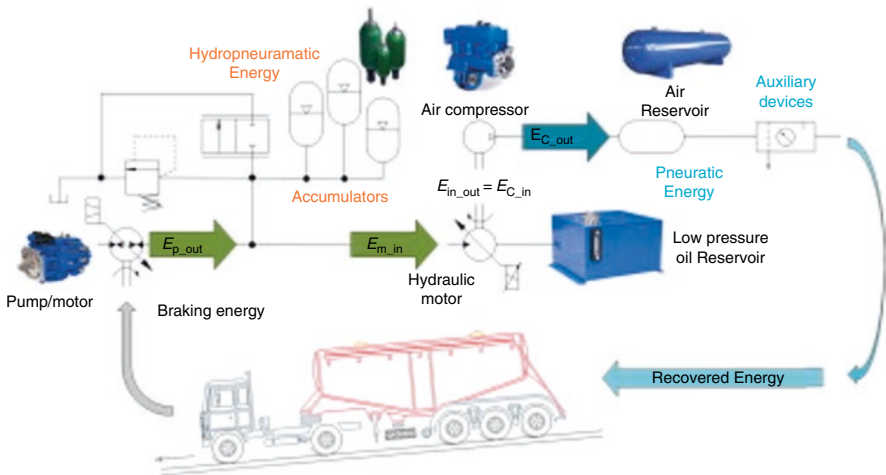 Hydropneuramatic
Energy
Air compressor
Air
Reservoir
Auxiliary
devices
E_C_out
Accumulators
E_in_out = E_C_in
Pneuratic
Energy
E_p_out
E_m_in
Low pressure
oil Reservoir
Hydraulic
motor
Pump/motor
Braking energy
Recovered Energy